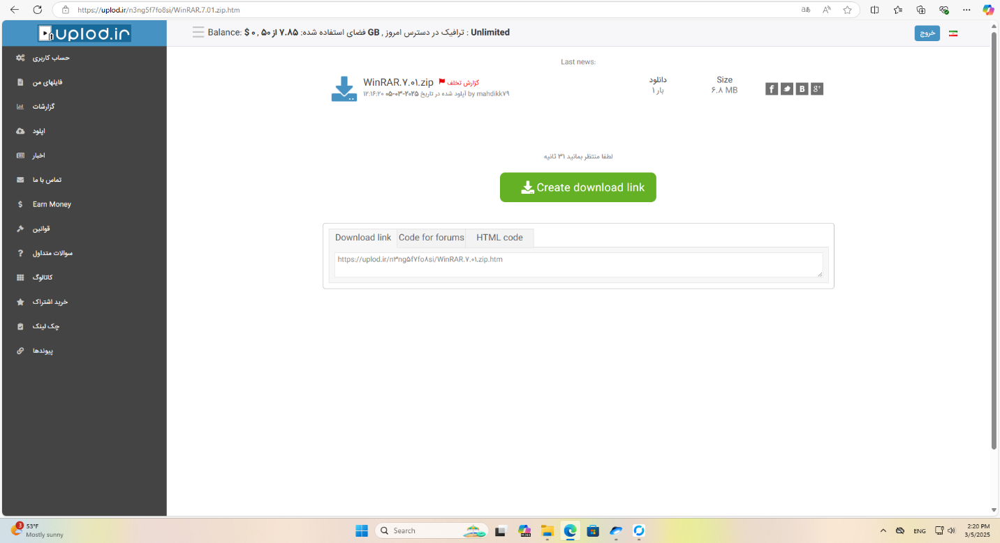 https://uplod.ir/n3ng5f7fo8si/WinRAR.7.01.zip.htm
uplod.ir
Balance: $ ۰ , فضای استفاده شده: ۷.۸۵ از ۵۰ GB , ترافیک در دسترس امروز : Unlimited
خروج
حساب کاربری
فایلهای من
گزارشات
اپلود
اخبار
تماس با ما
Earn Money
قوانین
سوالات متداول
کاتالوگ
خرید اشتراک
چک لینک
پیوندها
Last news:
WinRAR.۷.۰۱.zip گزارش تخلف
آپلود شده در تاریخ ۲۰۲۵-۰۳-۰۵ ۱۲:۱۶:۲۰ by mahdikk۷۹
دانلود
۱ بار
Size
۶.۸ MB
لطفا منتظر بمانید ۳۱ ثانیه
Create download link
Download link
Code for forums
HTML code
https://uplod.ir/n۳ng۵f۷fo۸si/WinRAR.۷.۰۱.zip.htm
3
53°F
Mostly sunny
Search
ENG
2:20 PM
3/5/2025